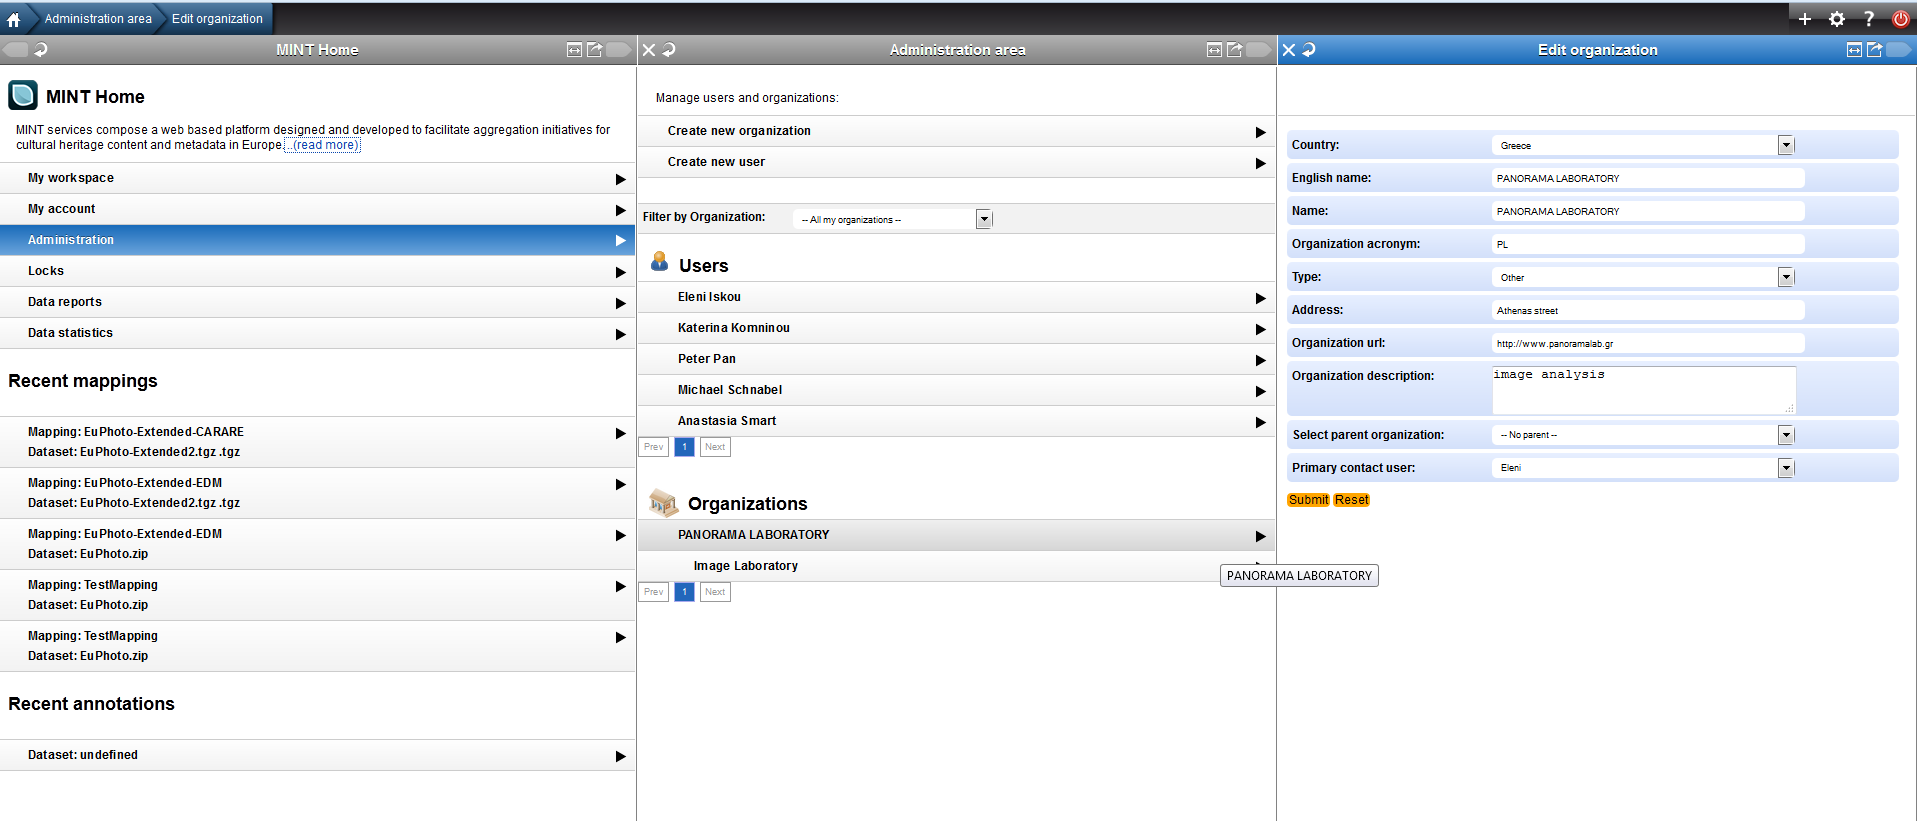 Administration area
Edit organization
MINT Home
MINT Home
MINT services compose a web based platform designed and developed to facilitate aggregation initiatives for
cultural heritage content and metadata in Europe...(read more)
My workspace
My account
Administration
Locks
Data reports
Data statistics
Recent mappings
Mapping: EuPhoto-Extended-CARARE
Dataset: EuPhoto-Extended2.tgz .tgz
Mapping: EuPhoto-Extended-EDM
Dataset: EuPhoto-Extended2.tgz .tgz
Mapping: EuPhoto-Extended-EDM
Dataset: EuPhoto.zip
Mapping: TestMapping
Dataset: EuPhoto.zip
Mapping: TestMapping
Dataset: EuPhoto.zip
Recent annotations
Dataset: undefined
Administration area
Manage users and organizations:
Create new organization
Create new user
Filter by Organization: -- All my organizations --
Users
Eleni Iskou
Katerina Komninou
Peter Pan
Michael Schnabel
Anastasia Smart
Prev 1 Next
Organizations
PANORAMA LABORATORY
Image Laboratory
PANORAMA LABORATORY
Prev 1 Next
Edit organization
Country: Greece
English name: PANORAMA LABORATORY
Name: PANORAMA LABORATORY
Organization acronym: PL
Type: Other
Address: Athenas street
Organization url: http://www.panoramalab.gr
Organization description: image analysis
Select parent organization: -- No parent --
Primary contact user: Eleni
Submit Reset